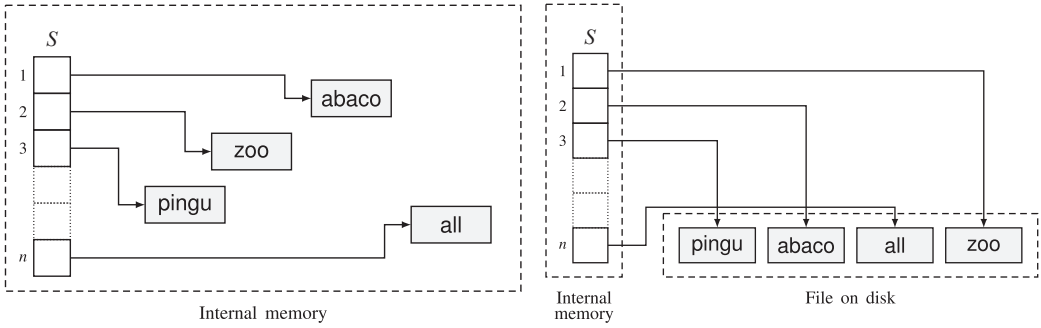 S
1
abaco
2
zoo
3
pingu
all
n
Internal memory
S
1
2
3
n
pingu abaco all zoo
Internal
memory
File on disk